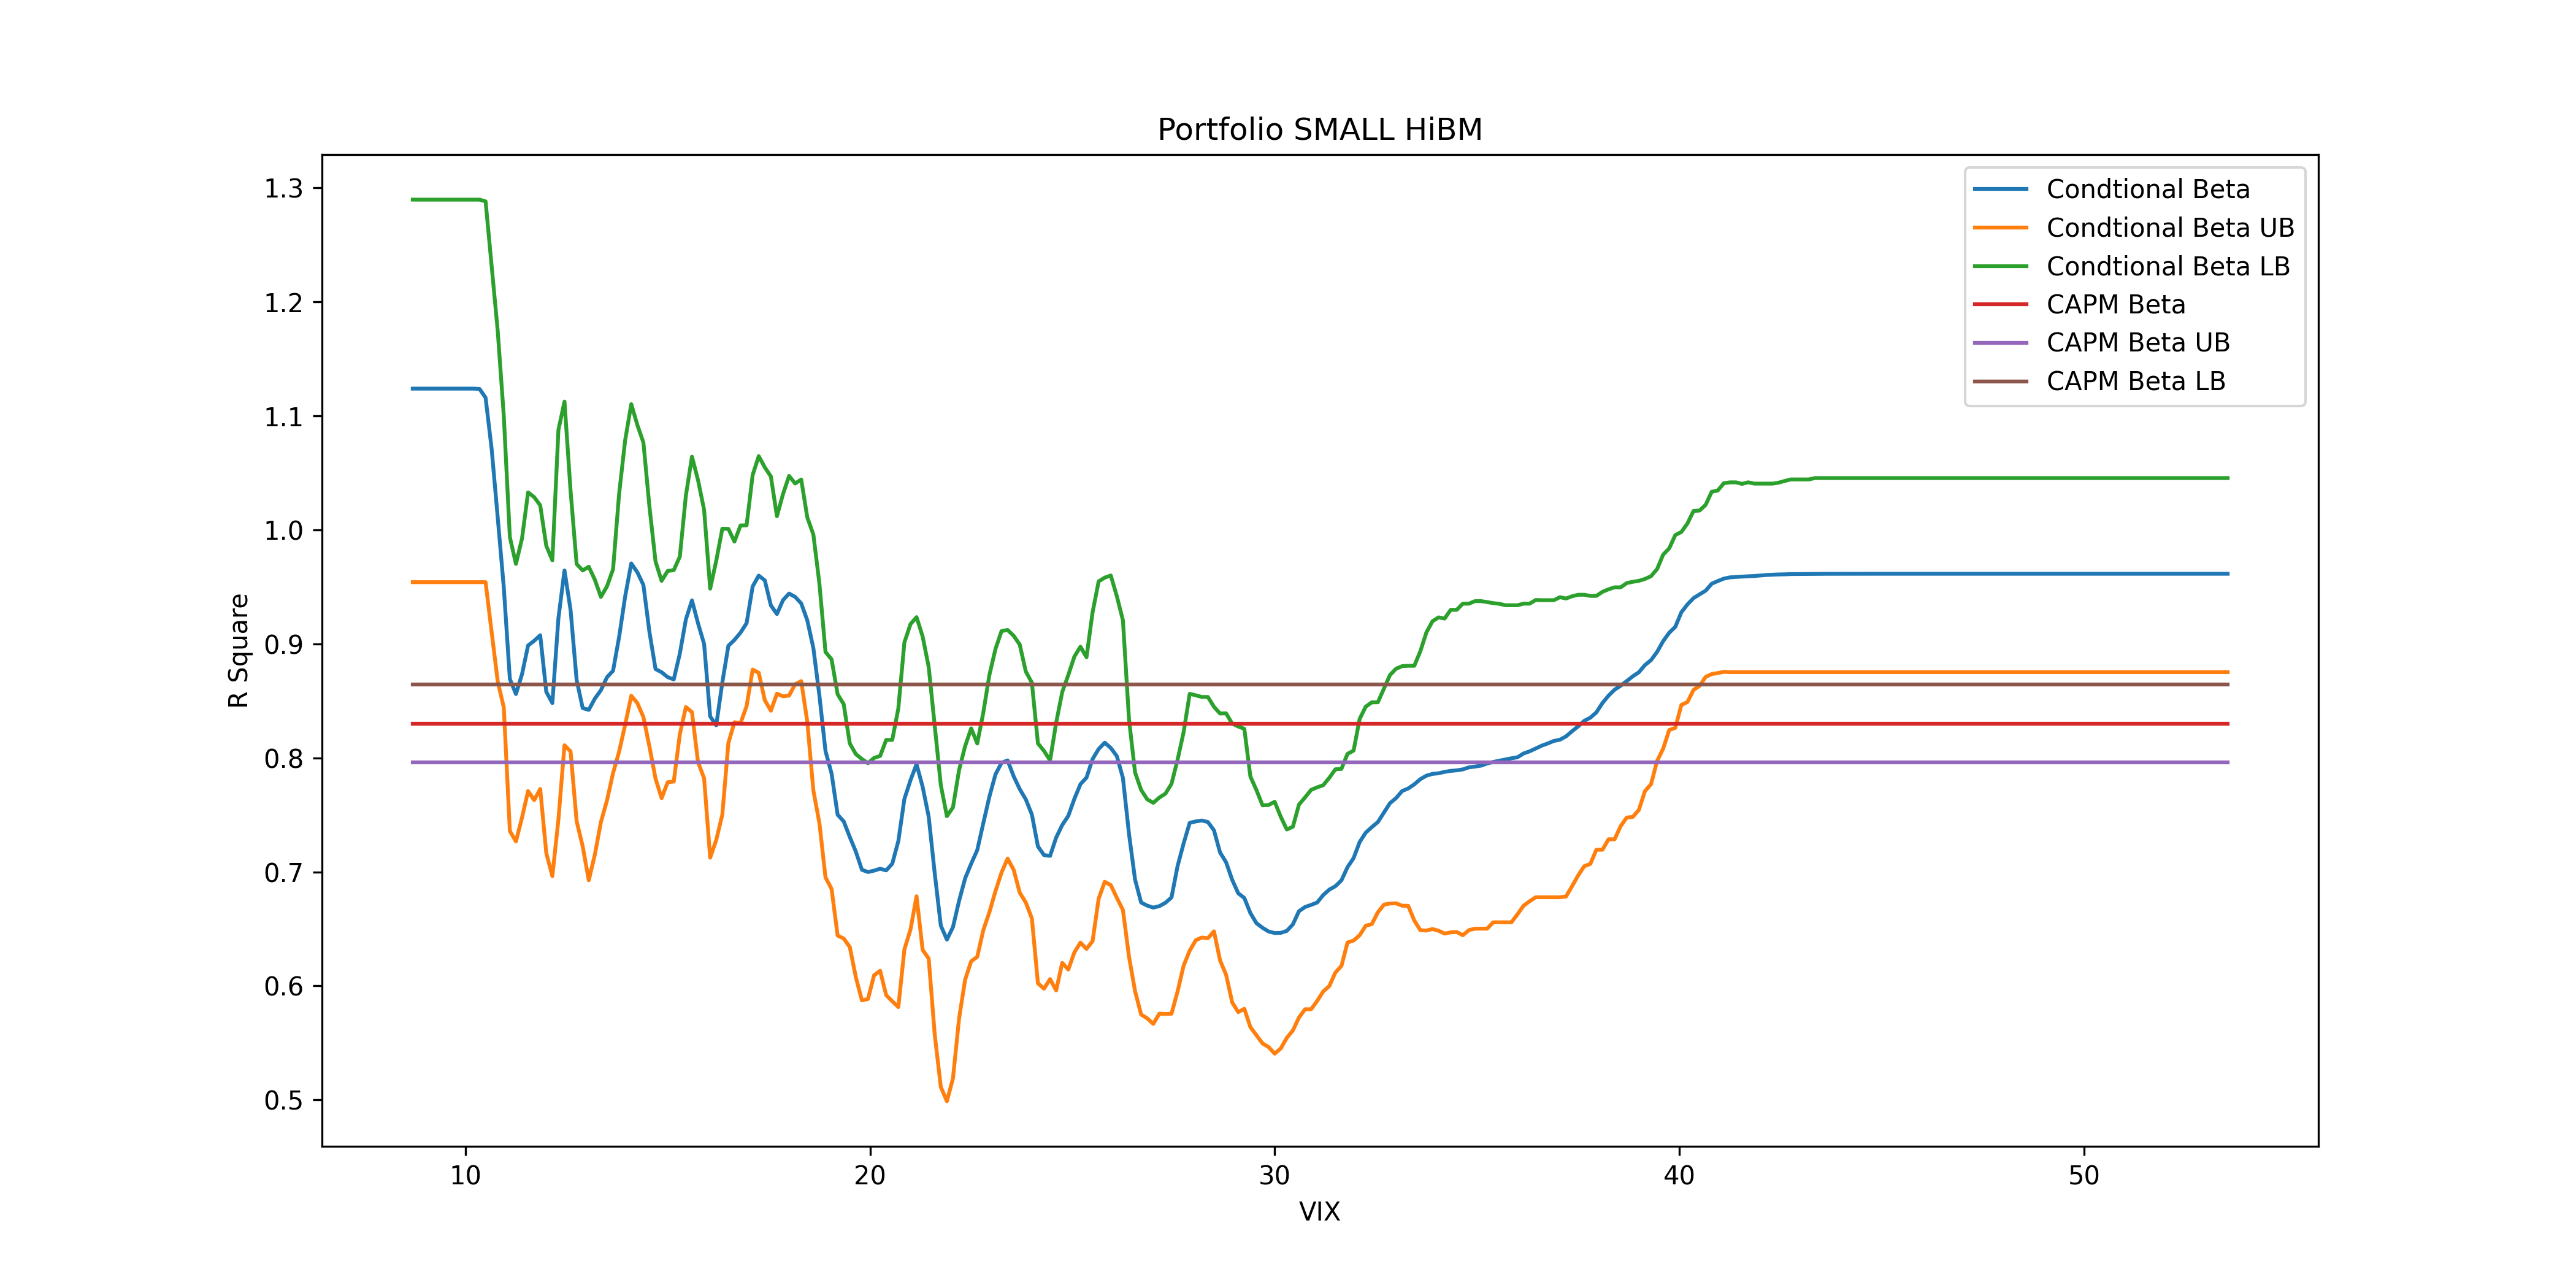 Portfolio SMALL HiBM
Condtional Beta
Condtional Beta UB
Condtional Beta LB
CAPM Beta
CAPM Beta UB
CAPM Beta LB
R Square
1.3
1.2
1.1
1.0
0.9
0.8
0.7
0.6
0.5
10 20 30 40 50
VIX